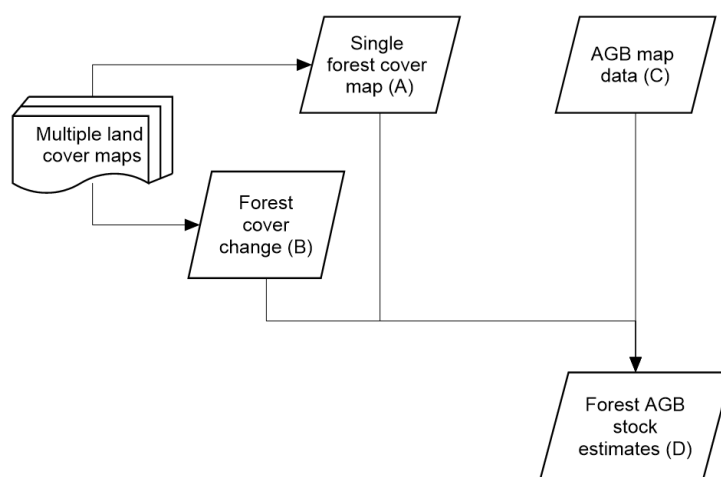 Single
forest cover
map (A)
AGB map
data (C)
Multiple land
cover maps
Forest
cover
change (B)
Forest AGB
stock
estimates (D)